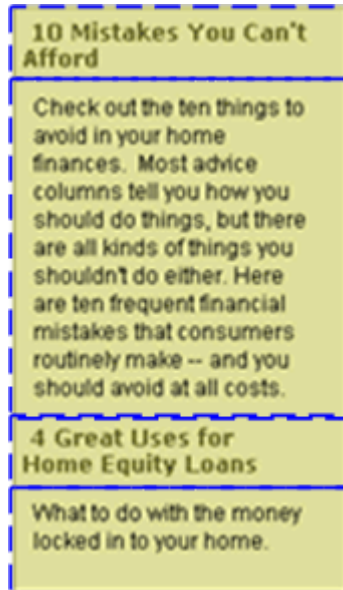 10 Mistakes You Can't
Afford
Check out the ten things to
avoid in your home
finances.  Most advice
columns tell you how you
should do things, but there
are all kinds of things you
shouldn't do either. Here
are ten frequent financial
mistakes that consumers
routinely make -- and you
should avoid at all costs.
4 Great Uses for
Home Equity Loans
What to do with the money
locked in to your home.